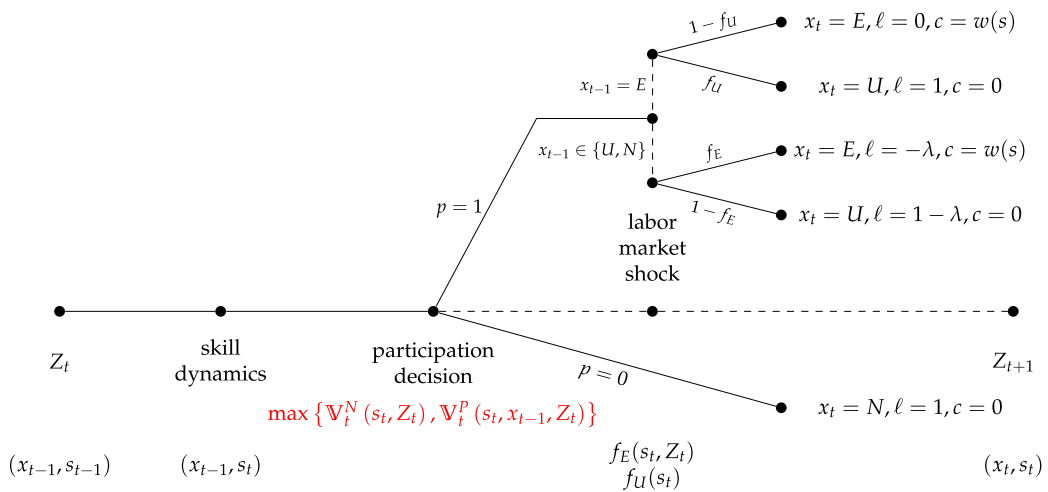 1 − f_U
x_t = E, ℓ = 0, c = w(s)
x_{t−1} = E
f_U
x_t = U, ℓ = 1, c = 0
x_{t−1} ∈ {U, N}
f_E
x_t = E, ℓ = −λ, c = w(s)
1 − f_E
x_t = U, ℓ = 1 − λ, c = 0
p = 1
labor
market
shock
Z_t
skill
dynamics
participation
decision
p = 0
Z_{t+1}
max {𝕍_t^N (s_t, Z_t), 𝕍_t^P (s_t, x_{t−1}, Z_t)}
x_t = N, ℓ = 1, c = 0
(x_{t−1}, s_{t−1})
(x_{t−1}, s_t)
f_E(s_t, Z_t)
f_U(s_t)
(x_t, s_t)